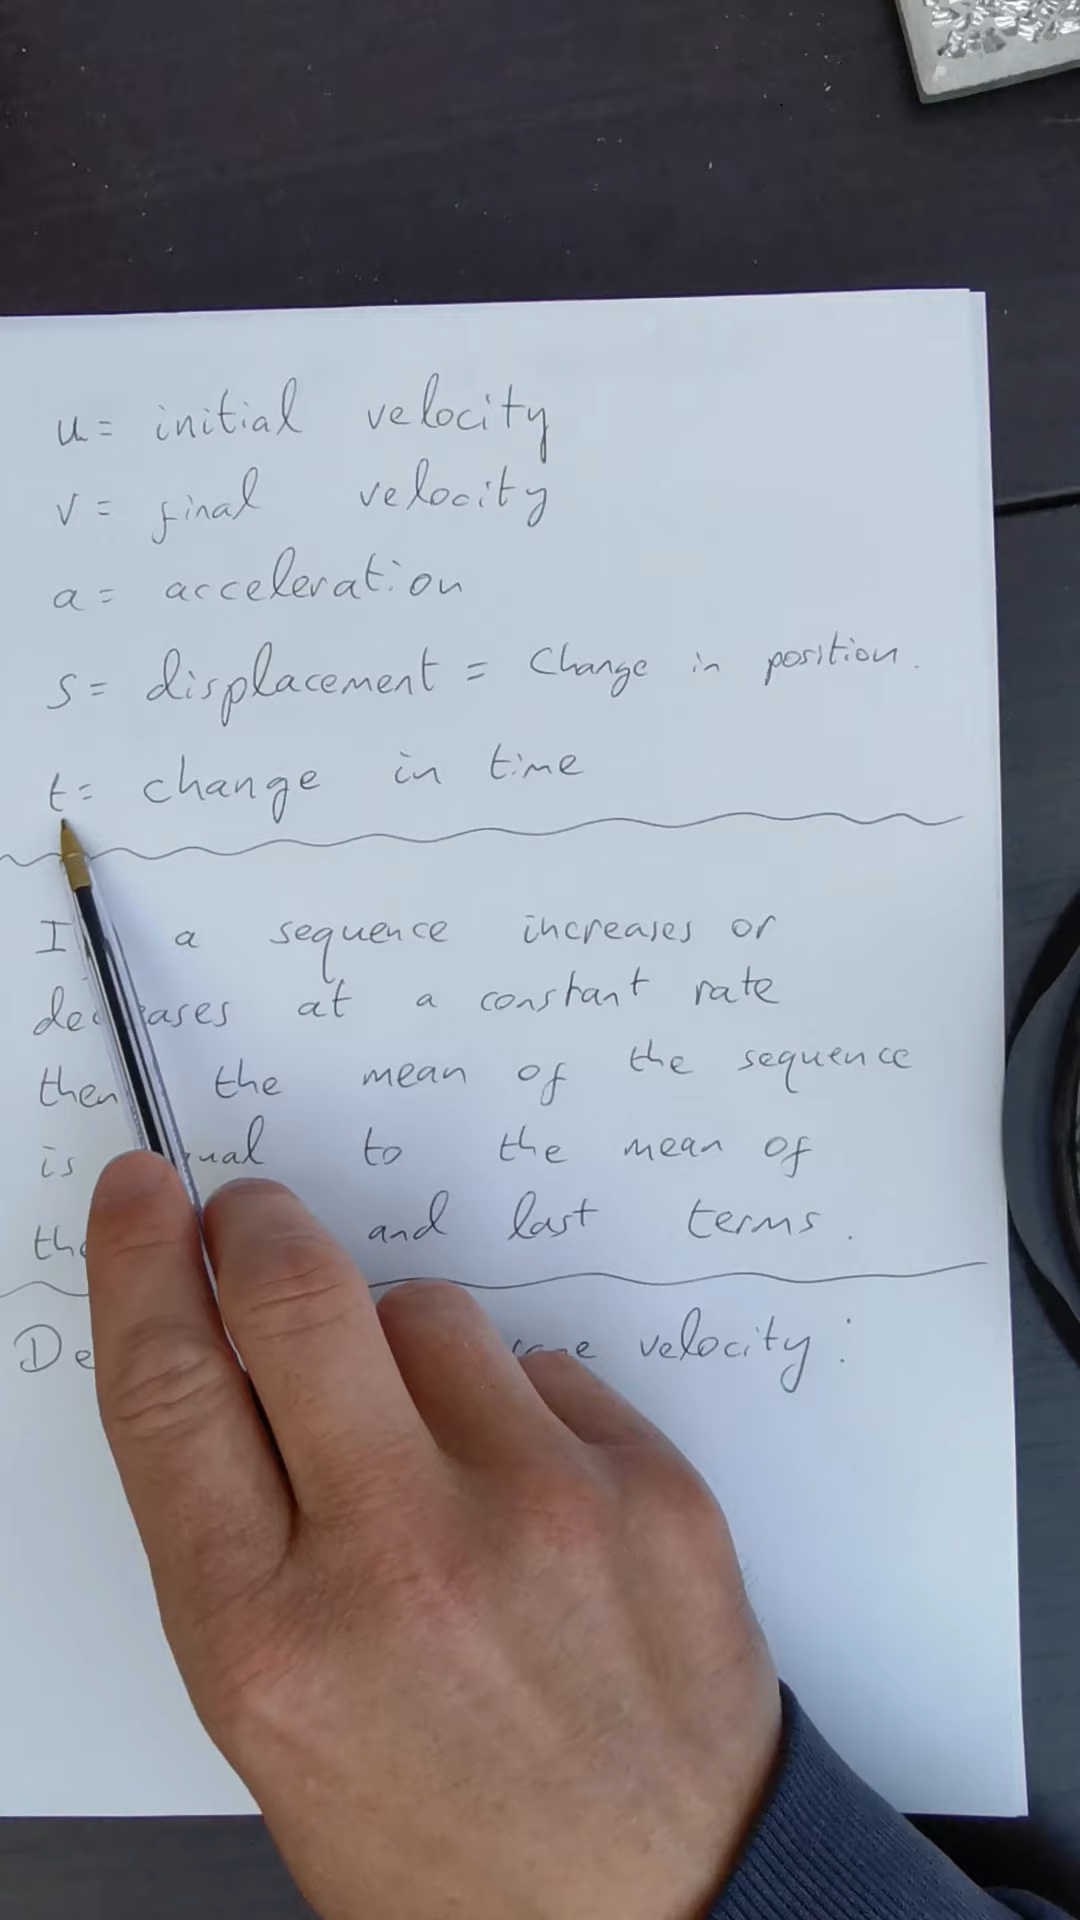 u = initial velocity
v = final velocity
a = acceleration
s = displacement = Change in position.
t = change in time
a sequence increases or
at a constant rate
then the mean of the sequence
is to the mean of
and last terms.
velocity: